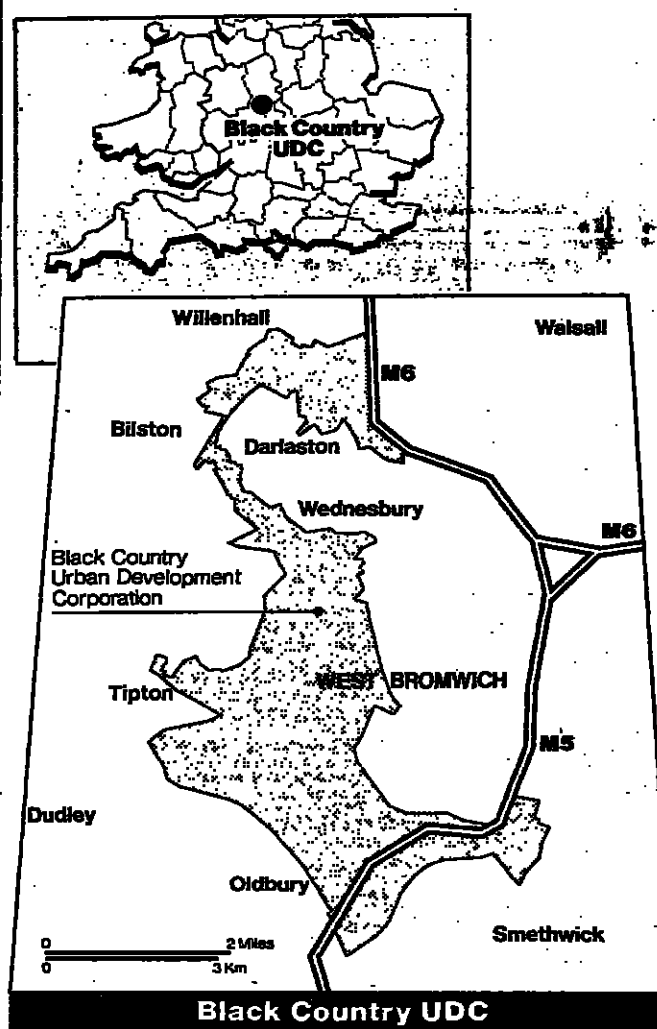 Black Country
UDC
Willenhall
Walsall
M6
Bilston
Darlaston
Wednesbury
M6
Black Country
Urban Development
Corporation
WEST BROMWICH
Tipton
M5
Dudley
Oldbury
Smethwick
0 2 Miles
0 3 Km
Black Country UDC